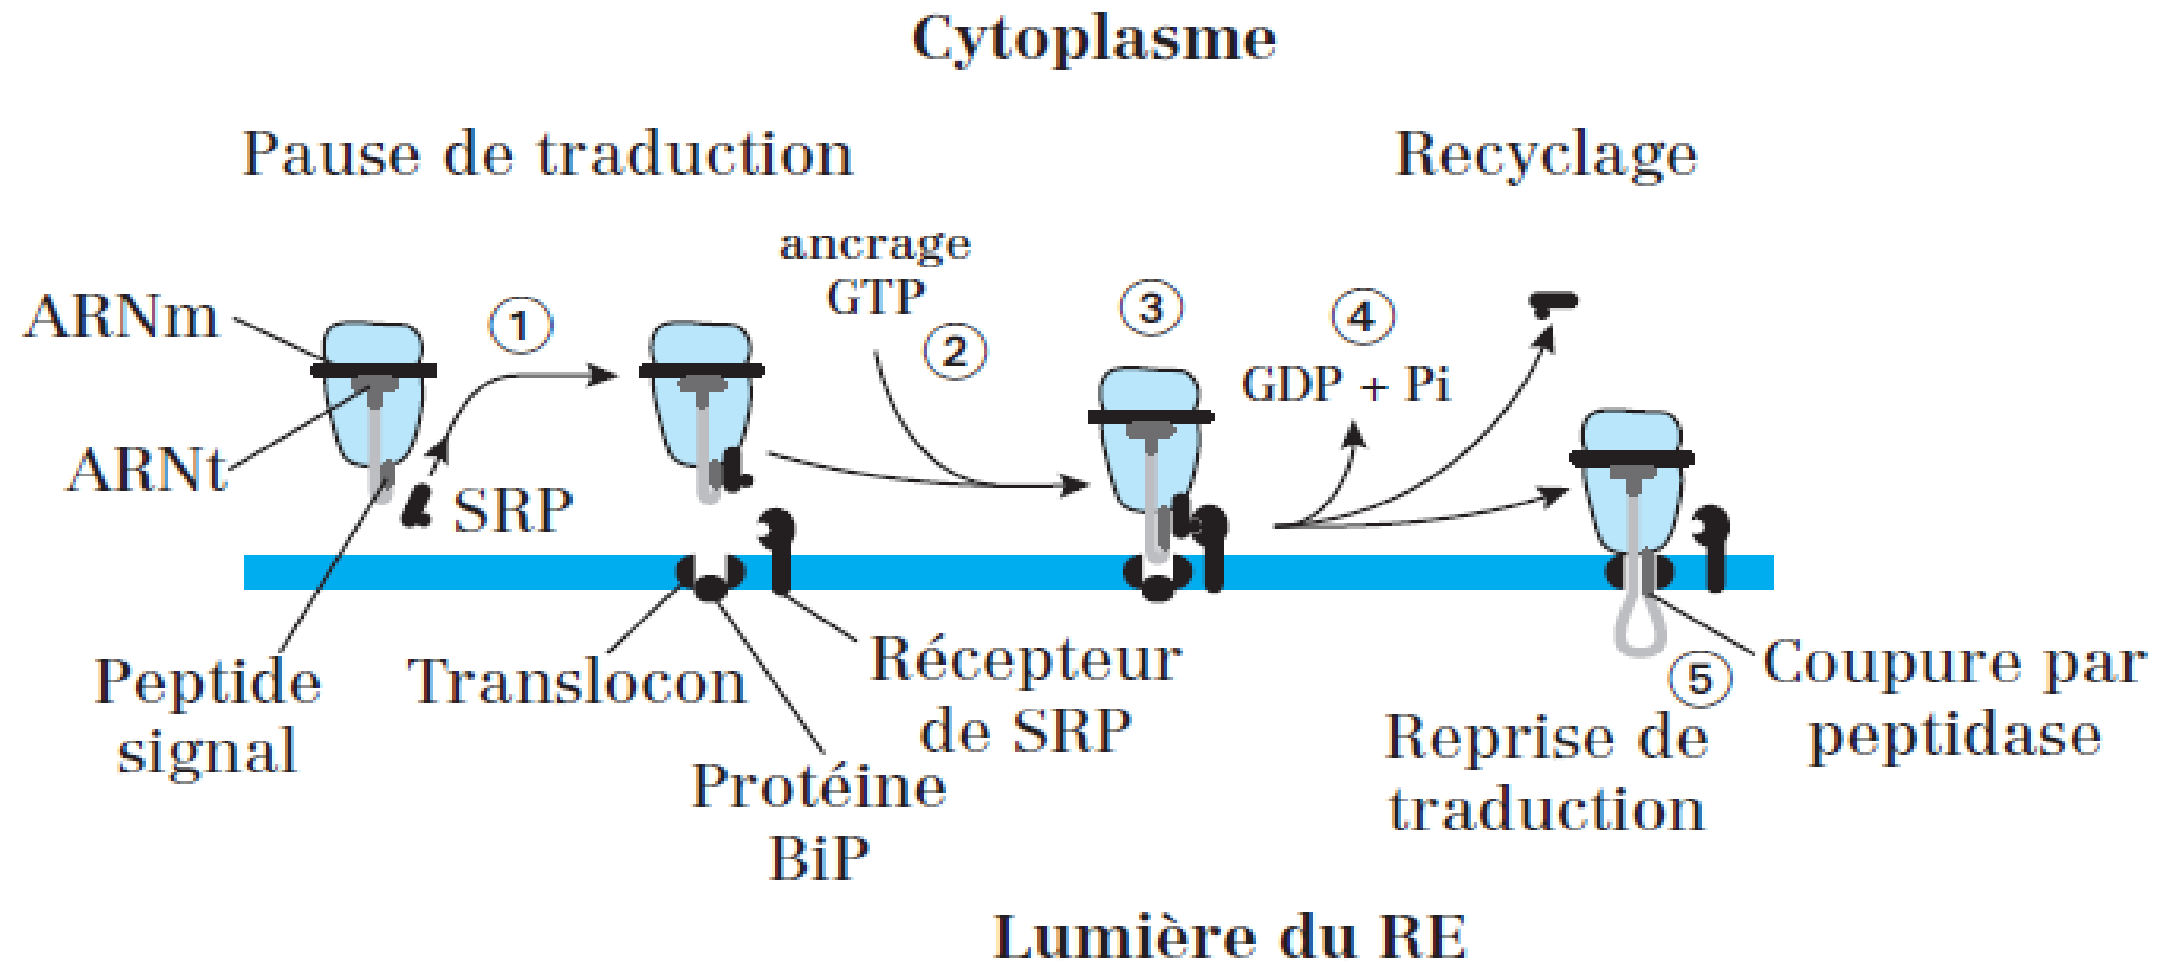 Cytoplasme
Pause de traduction
Recyclage
ancrage
GTP
ARNm
1
2
3
4
GDP + Pi
ARNt
SRP
Peptide
signal
Translocon
Protéine
BiP
Récepteur
de SRP
5
Coupure par
peptidase
Reprise de
traduction
Lumière du RE